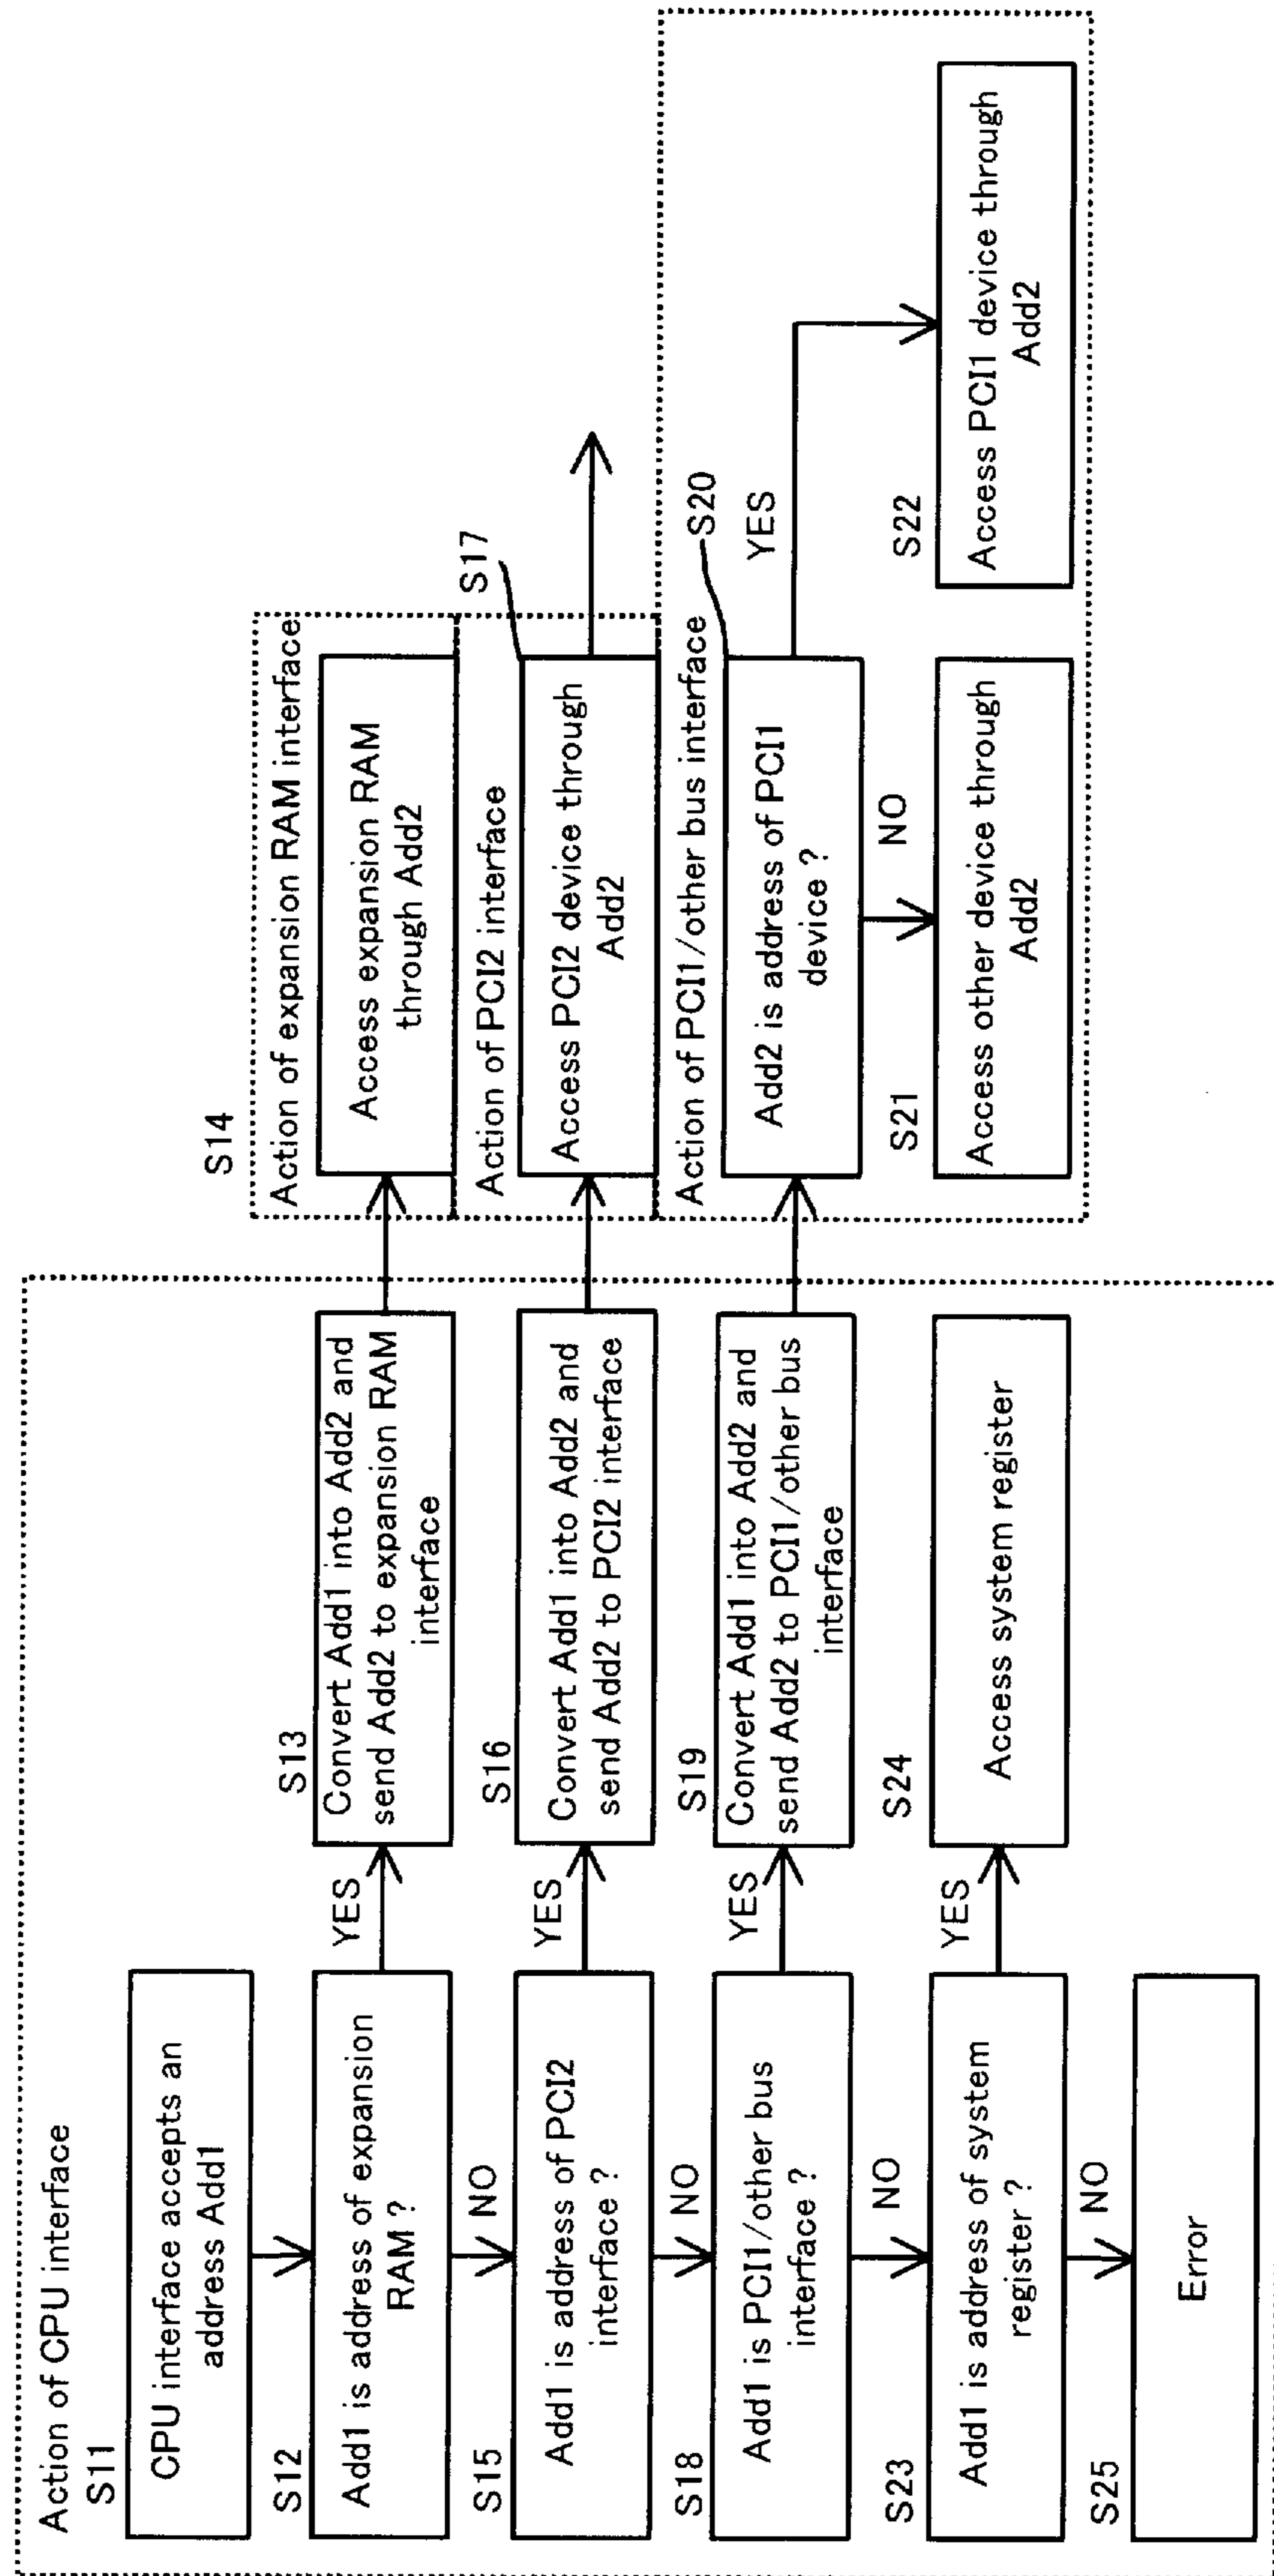 Action of CPU interface
S11
CPU interface accepts an
address Add1
S12
Add1 is address of expansion
RAM ?
YES
NO
S13
Convert Add1 into Add2 and
send Add2 to expansion RAM
interface
S14
Action of expansion RAM interface
Access expansion RAM
through Add2
S15
Add1 is address of PCI2
interface ?
YES
NO
S16
Convert Add1 into Add2 and
send Add2 to PCI2 interface
Action of PCI2 interface
S17
Access PCI2 device through
Add2
S18
Add1 is PCI1/other bus
interface ?
YES
NO
S19
Convert Add1 into Add2 and
send Add2 to PCI1/other bus
interface
Action of PCI1/other bus interface
S20
Add2 is address of PCI1
device ?
YES
NO
S21
Access other device through
Add2
S22
Access PCI1 device through
Add2
S23
Add1 is address of system
register ?
YES
NO
S24
Access system register
S25
Error